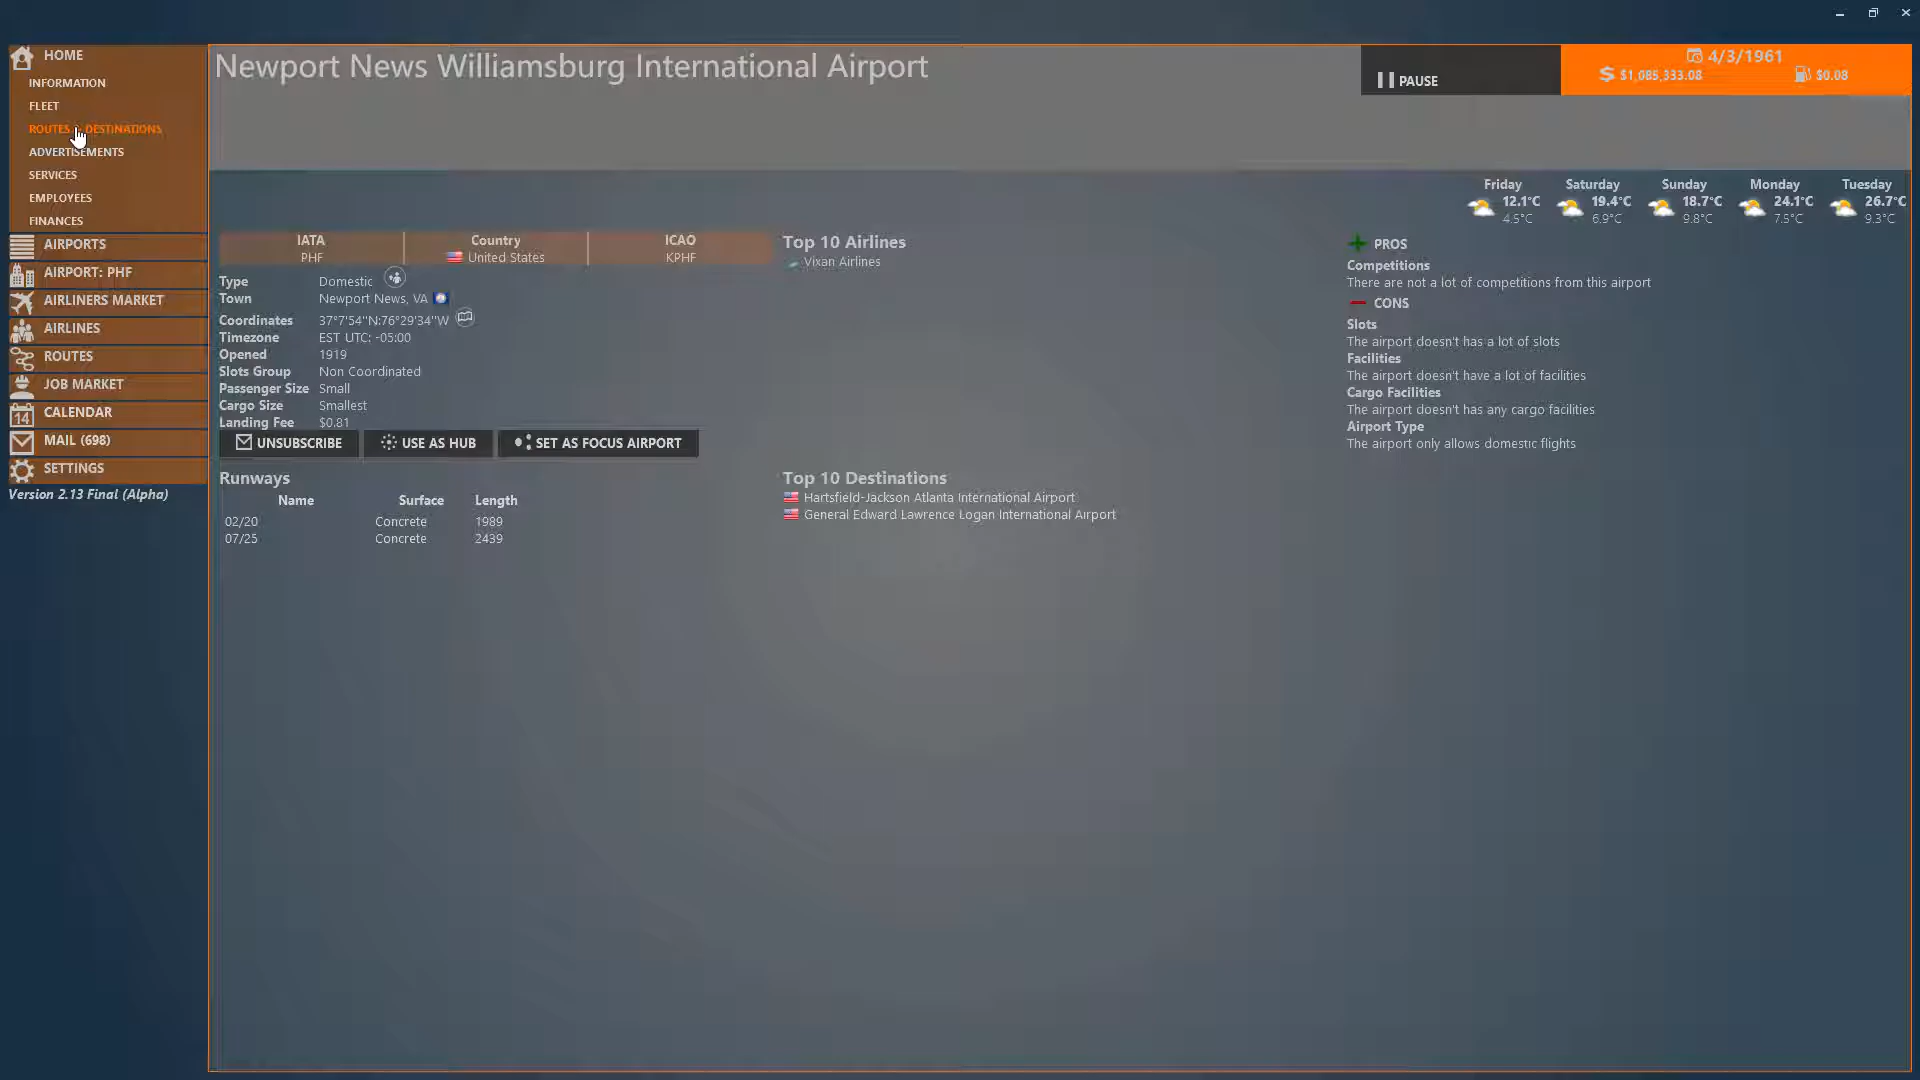 HOME
INFORMATION
FLEET
ROUTES DESTINATIONS
ADVERTISEMENTS
SERVICES
EMPLOYEES
FINANCES
AIRPORTS
AIRPORT: PHF
AIRLINERS MARKET
AIRLINES
ROUTES
JOB MARKET
14 CALENDAR
MAIL (698)
SETTINGS
Version 2.13 Final (Alpha)
Newport News Williamsburg International Airport
PAUSE
4/3/1961
$ $1,085,333.08 $0.08
Friday Saturday Sunday Monday Tuesday
12.1°C 19.4°C 18.7°C 24.1°C 26.7°C
4.5°C 6.9°C 9.8°C 7.5°C 9.3°C
IATA Country ICAO
PHF United States KPHF
Type Domestic
Town Newport News, VA
Coordinates 37°7'54''N:76°29'34''W
Timezone EST UTC: -05:00
Opened 1919
Slots Group Non Coordinated
Passenger Size Small
Cargo Size Smallest
Landing Fee $0.81
UNSUBSCRIBE USE AS HUB SET AS FOCUS AIRPORT
Runways
Name Surface Length
02/20 Concrete 1989
07/25 Concrete 2439
Top 10 Airlines
Vixan Airlines
Top 10 Destinations
Hartsfield-Jackson Atlanta International Airport
General Edward Lawrence Logan International Airport
PROS
Competitions
There are not a lot of competitions from this airport
CONS
Slots
The airport doesn't has a lot of slots
Facilities
The airport doesn't have a lot of facilities
Cargo Facilities
The airport doesn't has any cargo facilities
Airport Type
The airport only allows domestic flights